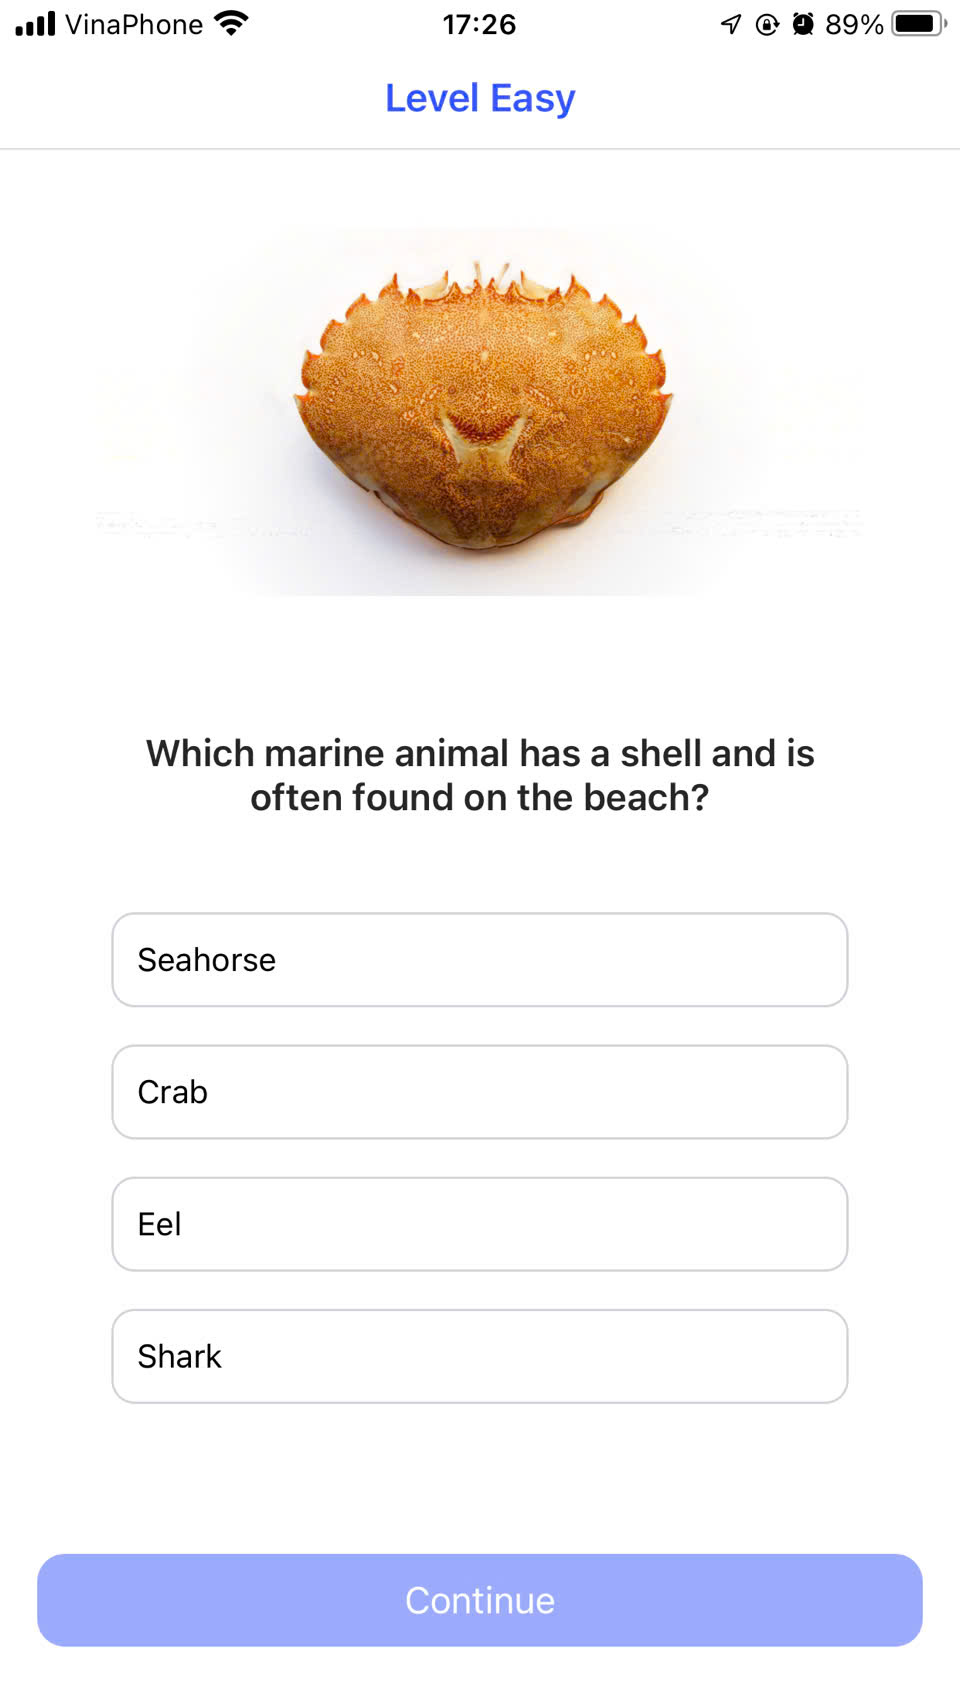 VinaPhone 17:26 89%
Level Easy
Which marine animal has a shell and is
often found on the beach?
Seahorse
Crab
Eel
Shark
Continue